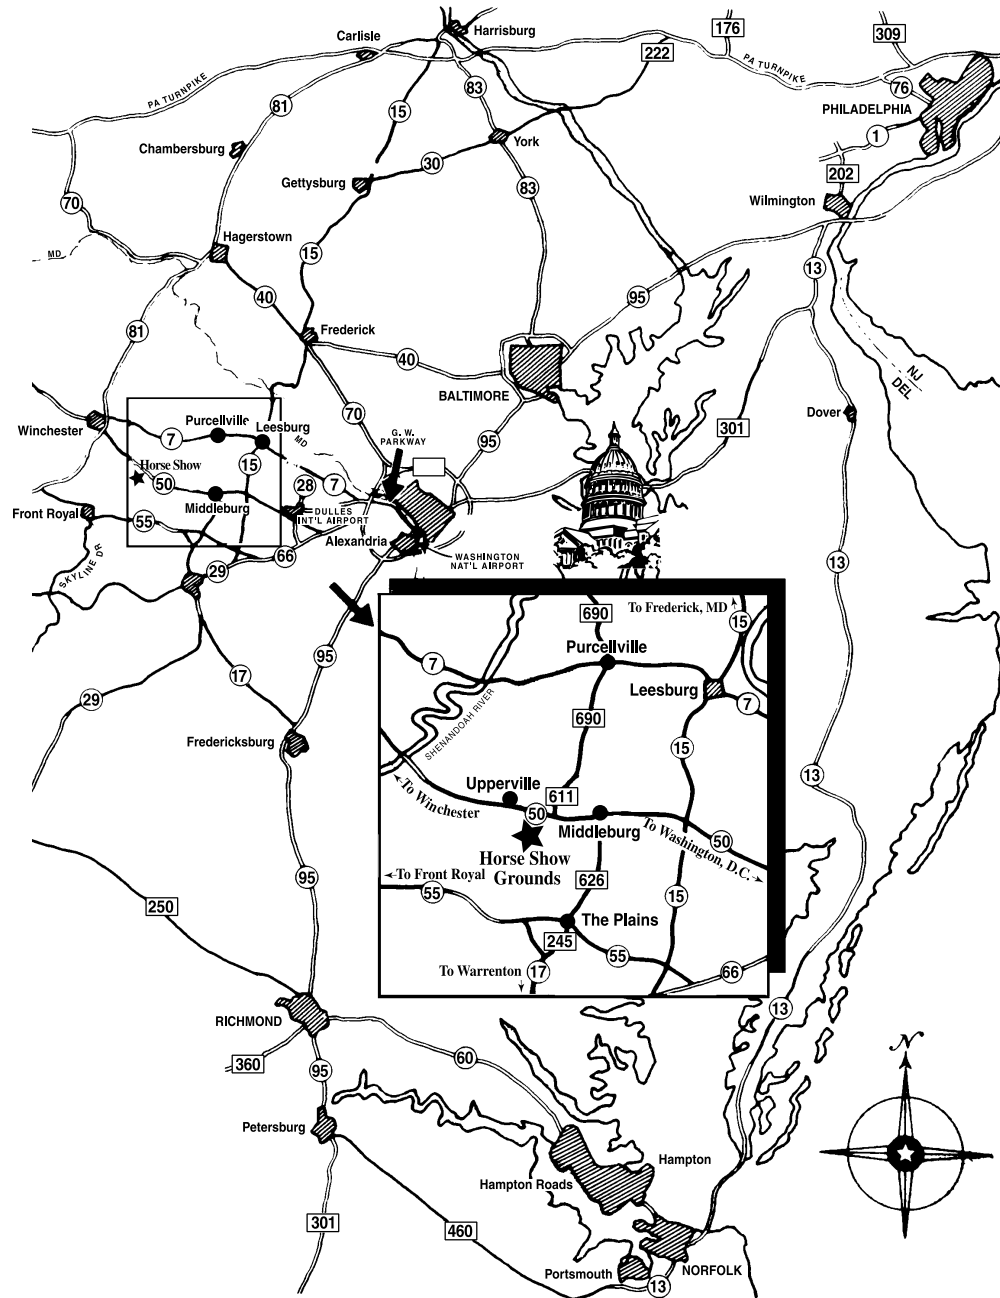 Harrisburg
176
309
Carlisle
222
PA TURNPIKE
PA TURNPIKE
83
76
81
15
PHILADELPHIA
1
Chambersburg
York
30
202
Gettysburg
83
Wilmington
70
Hagerstown
MD
15
13
40
95
81
Frederick
40
NJ
DEL
BALTIMORE
70
Dover
Winchester
Purcellville
Leesburg
7
MD
G. W.
PARKWAY
95
301
Horse Show
15
50
28
7
Middleburg
Front Royal
55
DULLES
INT'L AIRPORT
Alexandria
66
WASHINGTON
NAT'L AIRPORT
SKYLINE DR
29
13
95
17
29
Fredericksburg
690
To Frederick, MD
15
Purcellville
7
Leesburg
7
SHENANDOAH RIVER
690
15
13
To Winchester
Upperville
611
50
Middleburg
To Washington, D.C.
50
Horse Show
Grounds
To Front Royal
55
626
15
The Plains
245
55
To Warrenton
17
66
95
250
13
RICHMOND
360
95
60
N
Petersburg
Hampton
Hampton Roads
301
460
Portsmouth
NORFOLK
13